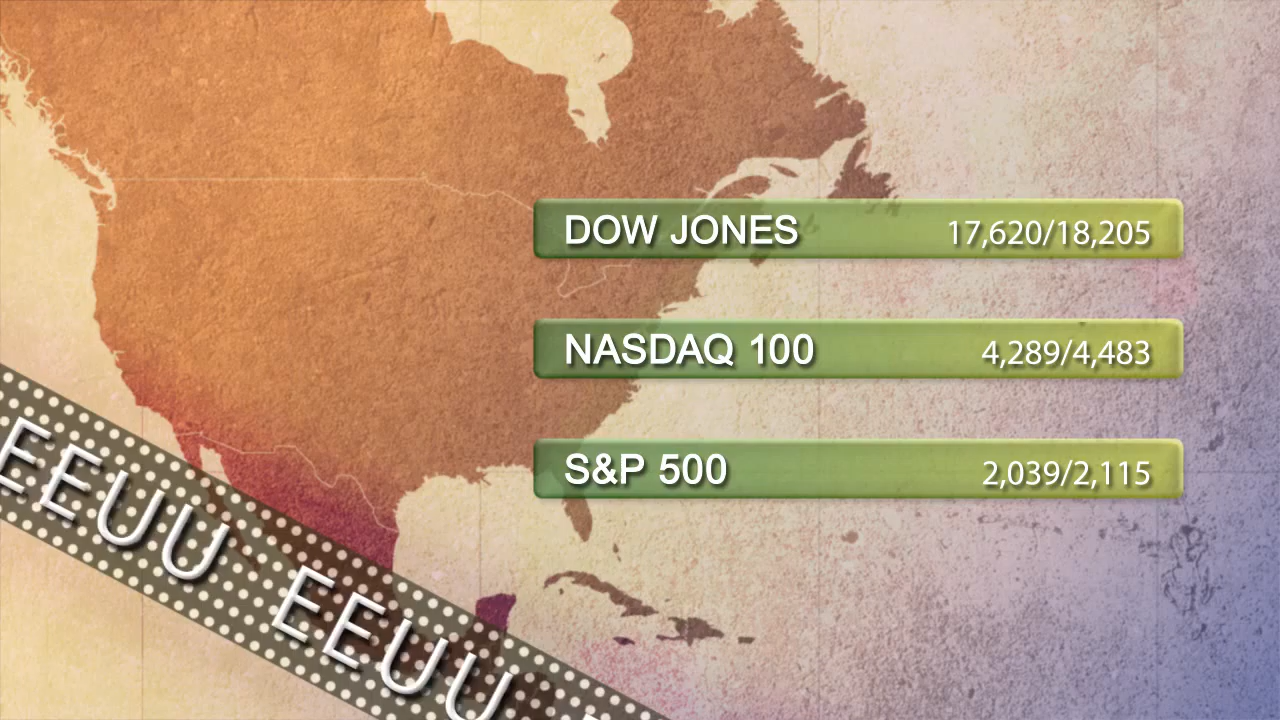 DOW JONES 17,620/18,205
NASDAQ 100 4,289/4,483
S&P 500 2,039/2,115
EEUU EEUU